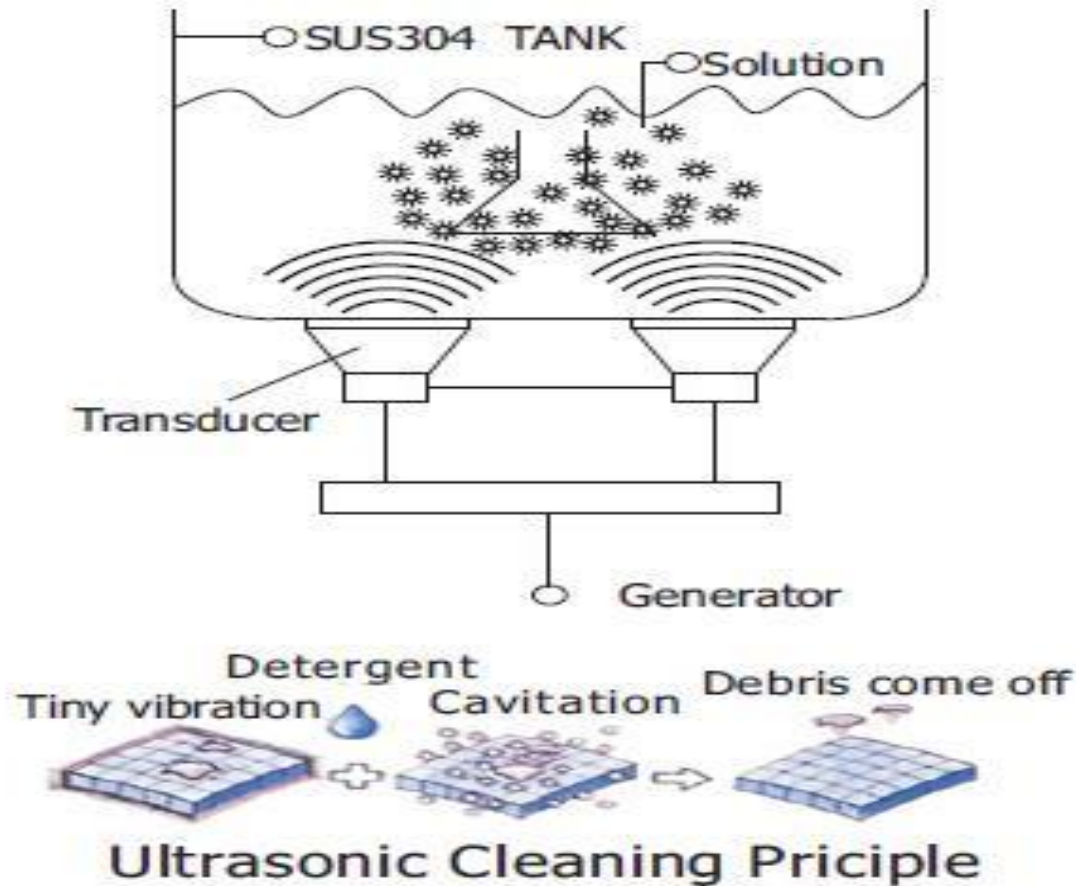 SUS304 TANK
Solution
Transducer
Generator
Detergent
Tiny vibration
Cavitation
Debris come off
Ultrasonic Cleaning Priciple